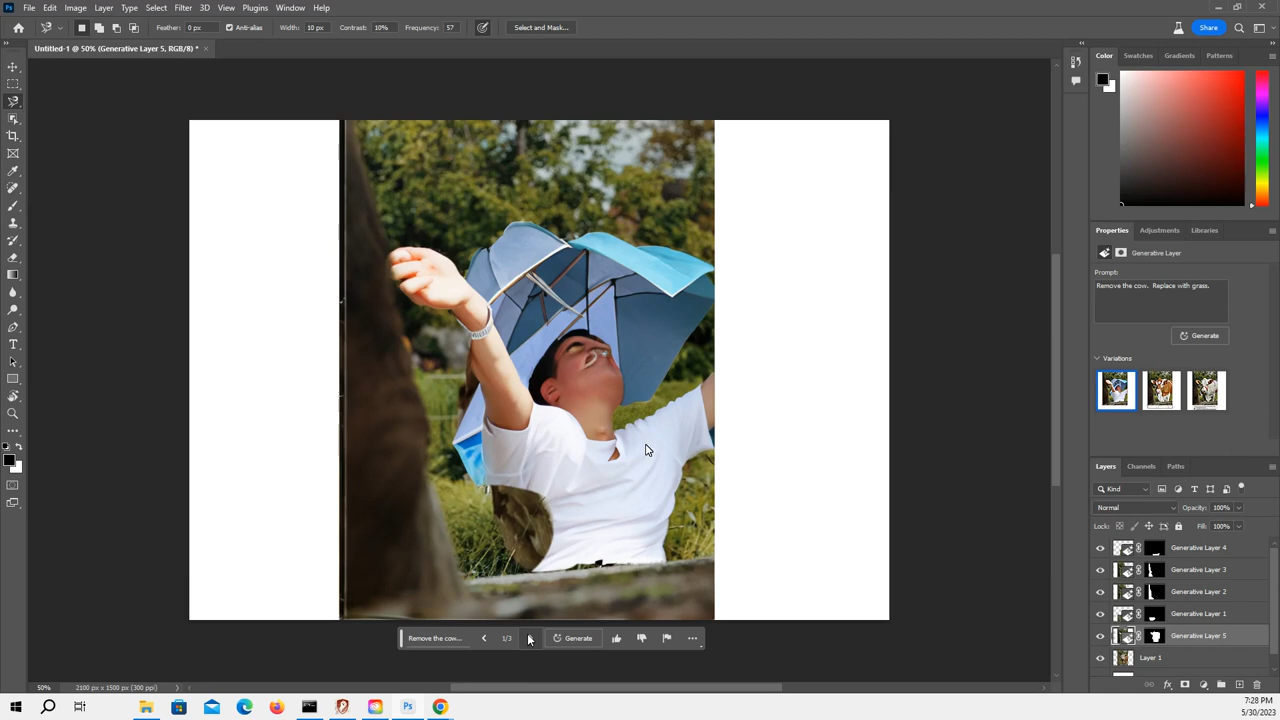 Ps File Edit Image Layer Type Select Filter 3D View Plugins Window Help
Feather: 0 px Anti-alias Width: 10 px Contrast: 10% Frequency: 57 Select and Mask... Share
Untitled-1 @ 50% (Generative Layer 5, RGB/8) *
Color Swatches Gradients Patterns
Properties Adjustments Libraries
Generative Layer
Prompt:
Remove the cow. Replace with grass.
Generate
Variations
Layers Channels Paths
Kind
Normal Opacity: 100%
Lock: Fill: 100%
Generative Layer 4
Generative Layer 3
Generative Layer 2
Generative Layer 1
Generative Layer 5
Layer 1
Remove the cow... 1/3 Generate
50% 2100 px x 1500 px (300 ppi)
Ps
7:28 PM
5/30/2023